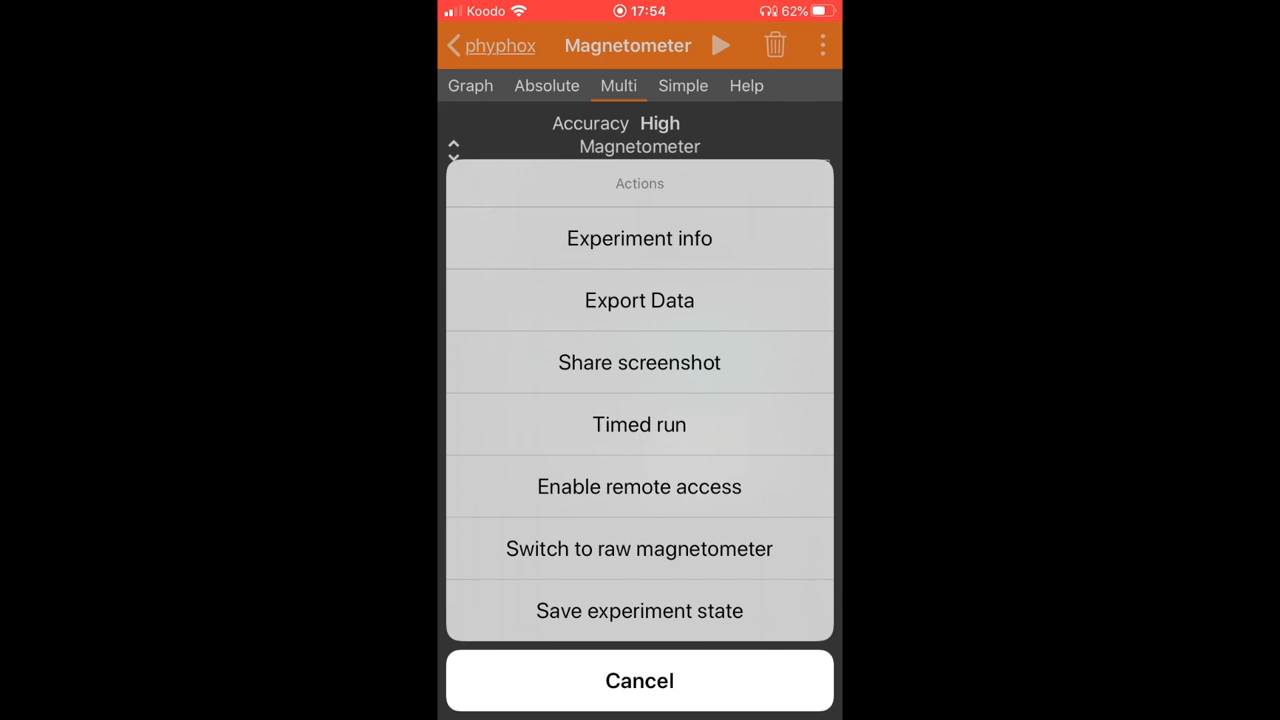 Koodo 17:54 62%
phyphox Magnetometer
Graph Absolute Multi Simple Help
Accuracy High
Magnetometer
Actions
Experiment info
Export Data
Share screenshot
Timed run
Enable remote access
Switch to raw magnetometer
Save experiment state
Cancel